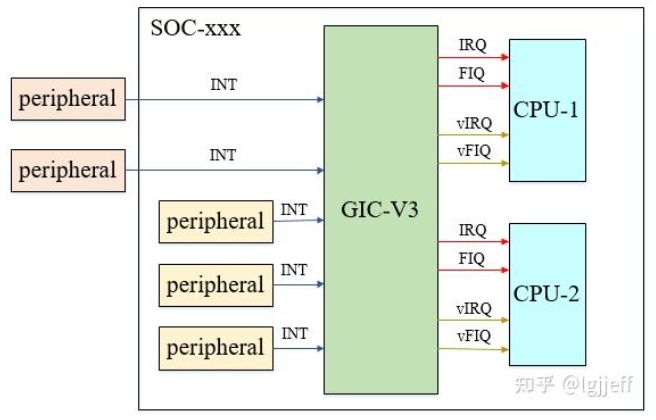 SOC-xxx
peripheral
INT
peripheral
INT
peripheral
INT
peripheral
INT
peripheral
INT
GIC-V3
IRQ
FIQ
vIRQ
vFIQ
CPU-1
IRQ
FIQ
vIRQ
vFIQ
CPU-2
知乎 @lgjjeff